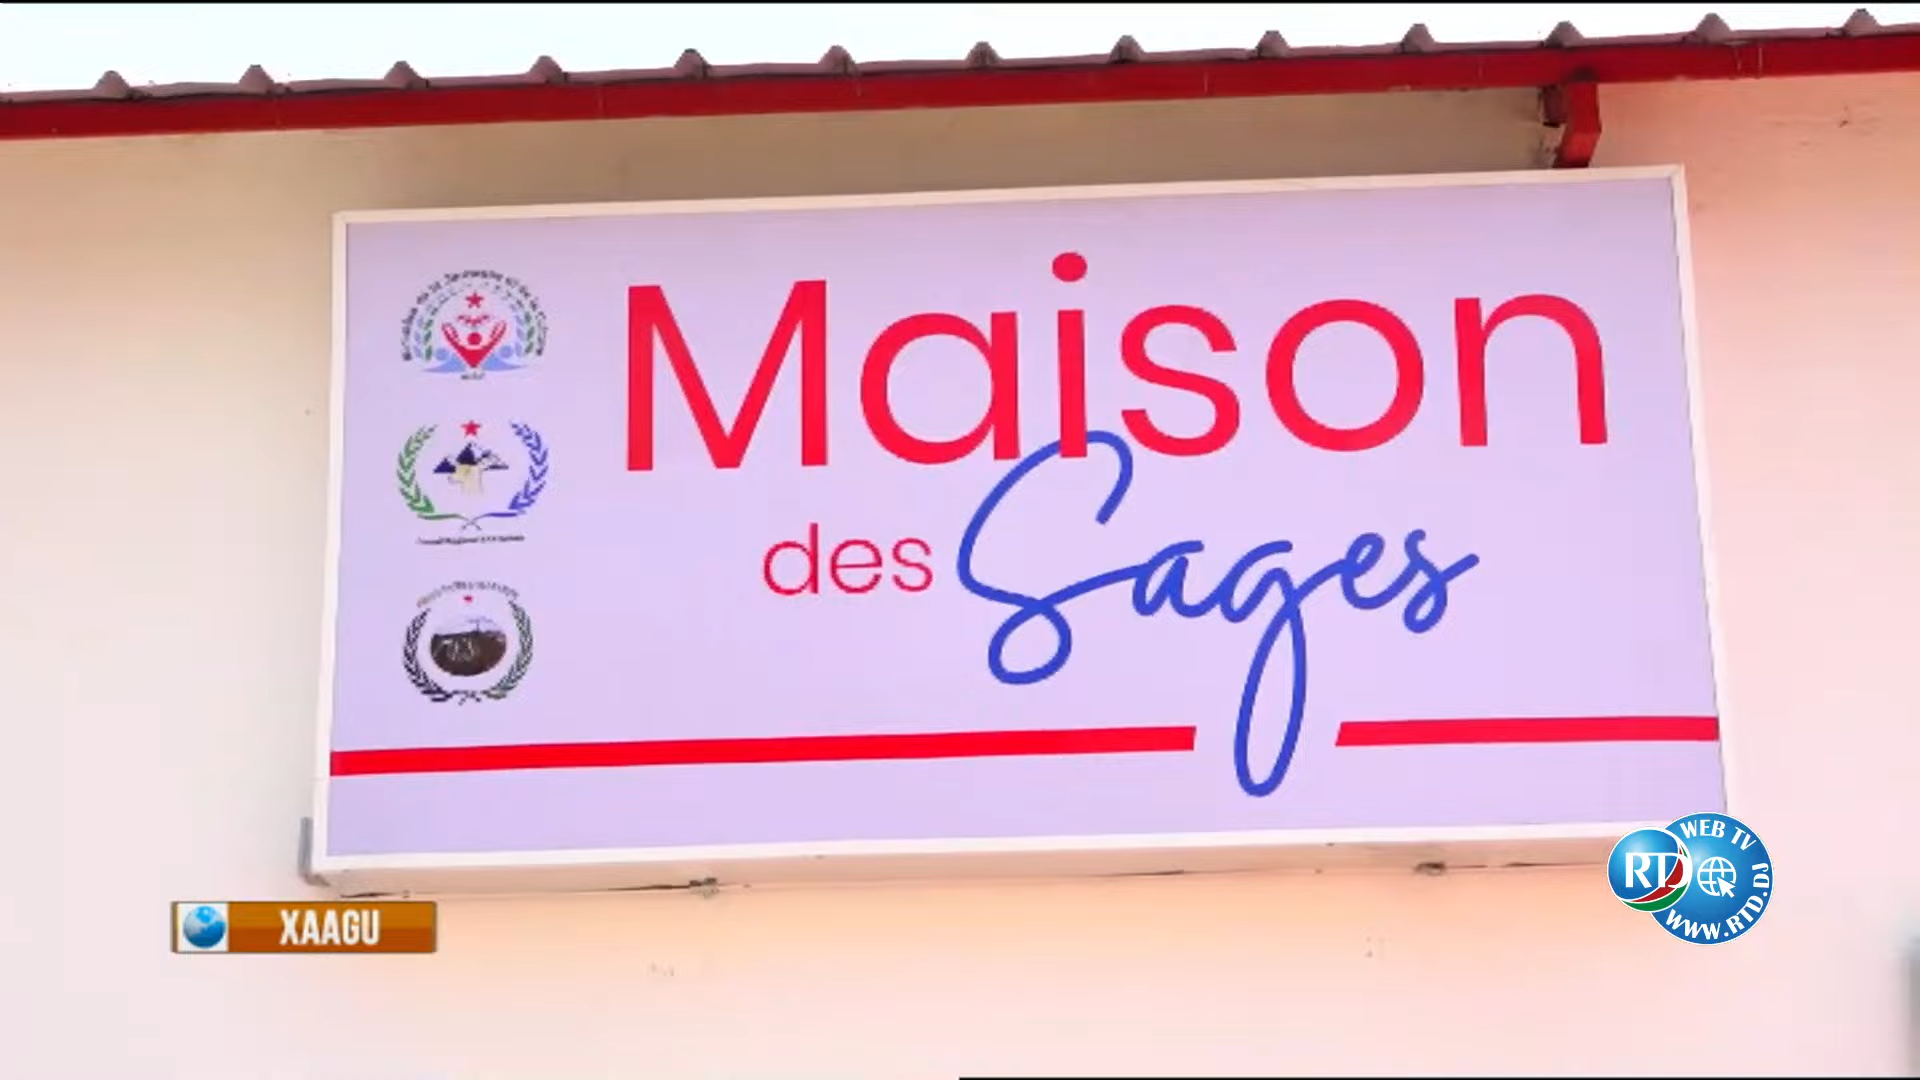 Maison
des Sages
XAAGU
RTD
WEB TV
WWW.RTD.DJ